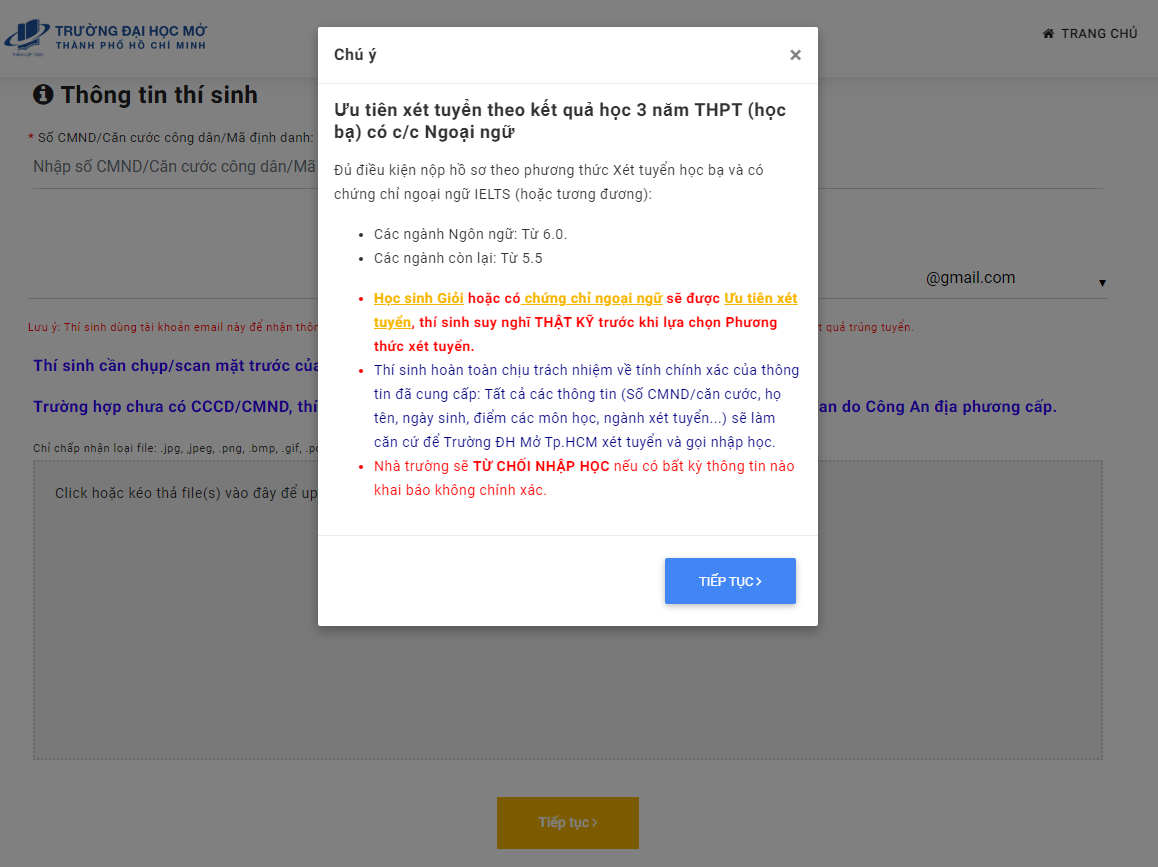 TRƯỜNG ĐẠI HỌC MỞ
THÀNH PHỐ HỒ CHÍ MINH
TRANG CHỦ
Thông tin thí sinh
* Số CMND/Căn cước công dân/Mã định danh:
Nhập số CMND/Căn cước công dân/Mã
@gmail.com
Lưu ý: Thí sinh dùng tài khoản email này để nhận
quả trúng tuyển.
Thí sinh cần chụp/scan mặt trước
Trường hợp chưa có CCCD/CMND,
do Công An địa phương cấp.
Chỉ chấp nhận loại file: .jpg, .jpeg, .png, .bmp, .gif,
Click hoặc kéo thả file(s) vào đây để up
Tiếp tục
Chú ý
×
Ưu tiên xét tuyển theo kết quả học 3 năm THPT (học
bạ) có c/c Ngoại ngữ
Đủ điều kiện nộp hồ sơ theo phương thức Xét tuyển học bạ và có
chứng chỉ ngoại ngữ IELTS (hoặc tương đương):
Các ngành Ngôn ngữ: Từ 6.0.
Các ngành còn lại: Từ 5.5
Học sinh Giỏi hoặc có chứng chỉ ngoại ngữ sẽ được Ưu tiên xét
tuyển, thí sinh suy nghĩ THẬT KỸ trước khi lựa chọn Phương
thức xét tuyển.
Thí sinh hoàn toàn chịu trách nhiệm về tính chính xác của thông
tin đã cung cấp: Tất cả các thông tin (Số CMND/căn cước, họ
tên, ngày sinh, điểm các môn học, ngành xét tuyển...) sẽ làm
căn cứ để Trường ĐH Mở Tp.HCM xét tuyển và gọi nhập học.
Nhà trường sẽ TỪ CHỐI NHẬP HỌC nếu có bất kỳ thông tin nào
khai báo không chính xác.
TIẾP TỤC